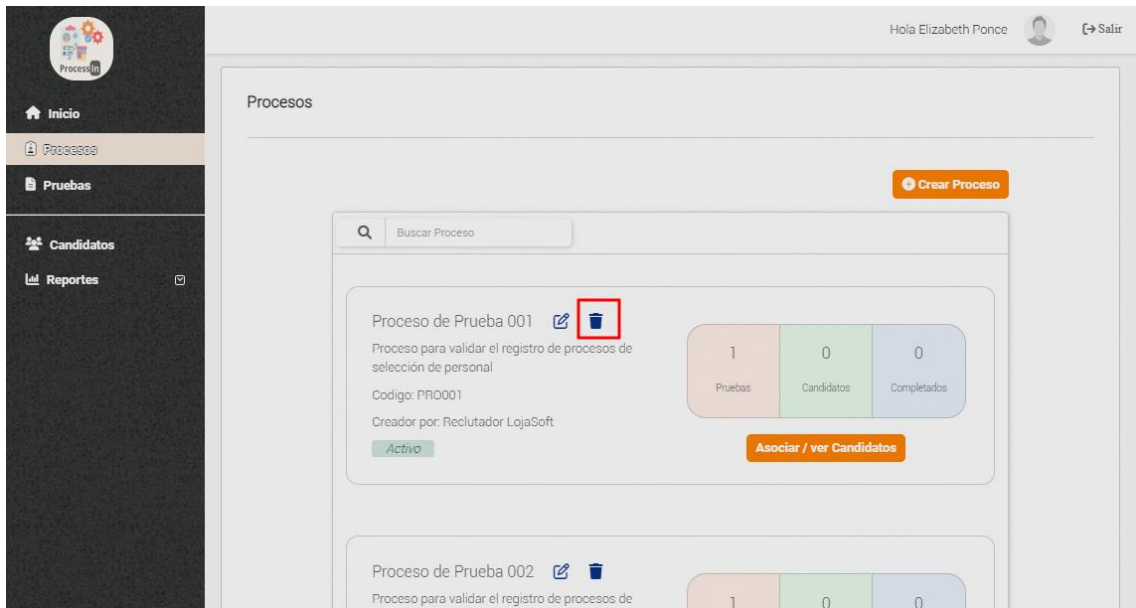 ProcessIn
Hola Elizabeth Ponce
Salir
Inicio
Procesos
Pruebas
Candidatos
Reportes
Procesos
Crear Proceso
Buscar Proceso
Proceso de Prueba 001
Proceso para validar el registro de procesos de
selección de personal
Codigo: PRO001
Creador por: Reclutador LojaSoft
Activo
1
0
0
Pruebas
Candidatos
Completados
Asociar / ver Candidatos
Proceso de Prueba 002
Proceso para validar el registro de procesos de
1
0
0